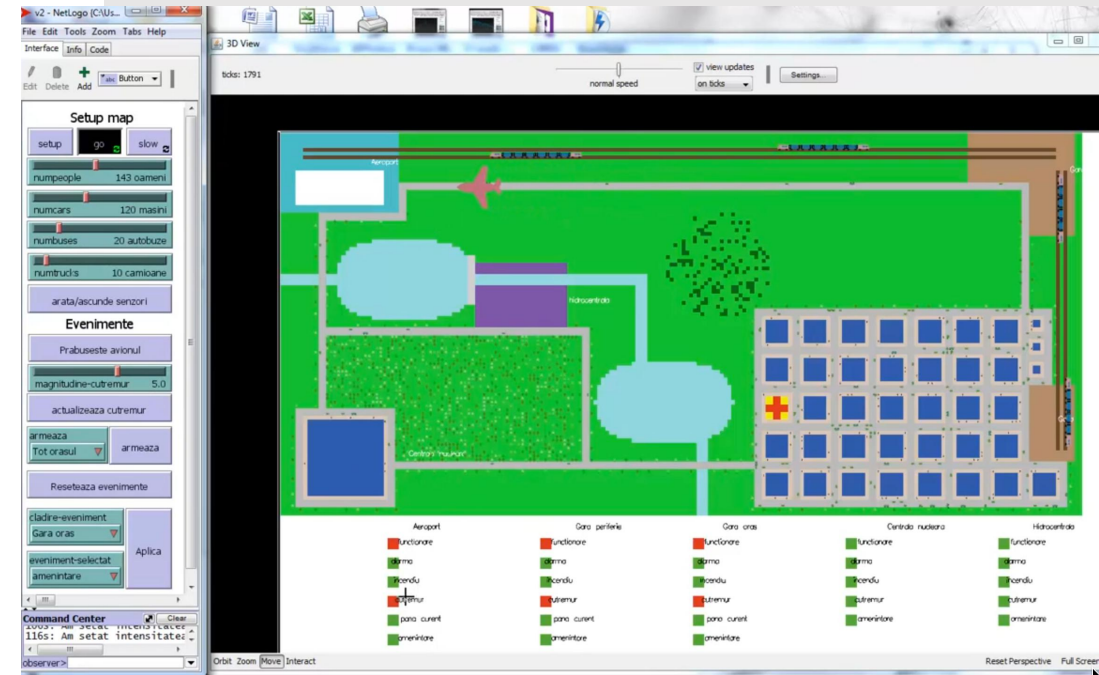 v2 - NetLogo {C:\Us...
File Edit Tools Zoom Tabs Help
Interface Info Code
Edit Delete Add
Button
Setup map
setup go slow
numpeople 143 oameni
numcars 120 masini
numbuses 20 autobuze
numtrucks 10 camioane
arata/ascunde senzori
Evenimente
Prabuseste avionul
magnitudine-cutremur 5.0
actualizeaza cutremur
armeaza
Tot orasul
armeaza
Reseteaza evenimente
cladire-eveniment
Gara oras
eveniment-selectat
amenintare
Aplica
Command Center Clear
116s: Am setat intensitatea
observer>
3D View
ticks: 1791
normal speed
view updates
on ticks
Settings...
Aeroport
hidrocentrala
Aeroport Gara periferie Gara oras Centrala nucleara Hidrocentrala
functionare functionare functionare functionare functionare
alarma alarma alarma alarma alarma
incendiu incendiu incendiu incendiu incendiu
cutremur cutremur cutremur cutremur cutremur
pana curent pana curent pana curent amenintare amenintare
amenintare amenintare amenintare
Orbit Zoom Move Interact
Reset Perspective Full Screen